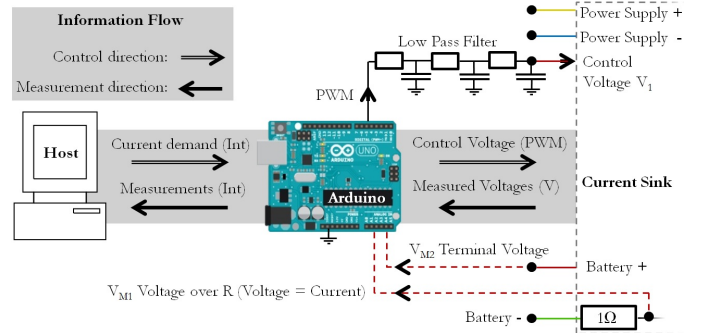 Information Flow
Control direction:
Measurement direction:
Power Supply +
Power Supply -
Low Pass Filter
Control
Voltage V1
PWM
Host
Current demand (Int)
Measurements (Int)
ARDUINO
UNO
Arduino
Control Voltage (PWM)
Measured Voltages (V)
Current Sink
VM2 Terminal Voltage
Battery +
VM1 Voltage over R (Voltage = Current)
Battery -
1Ω